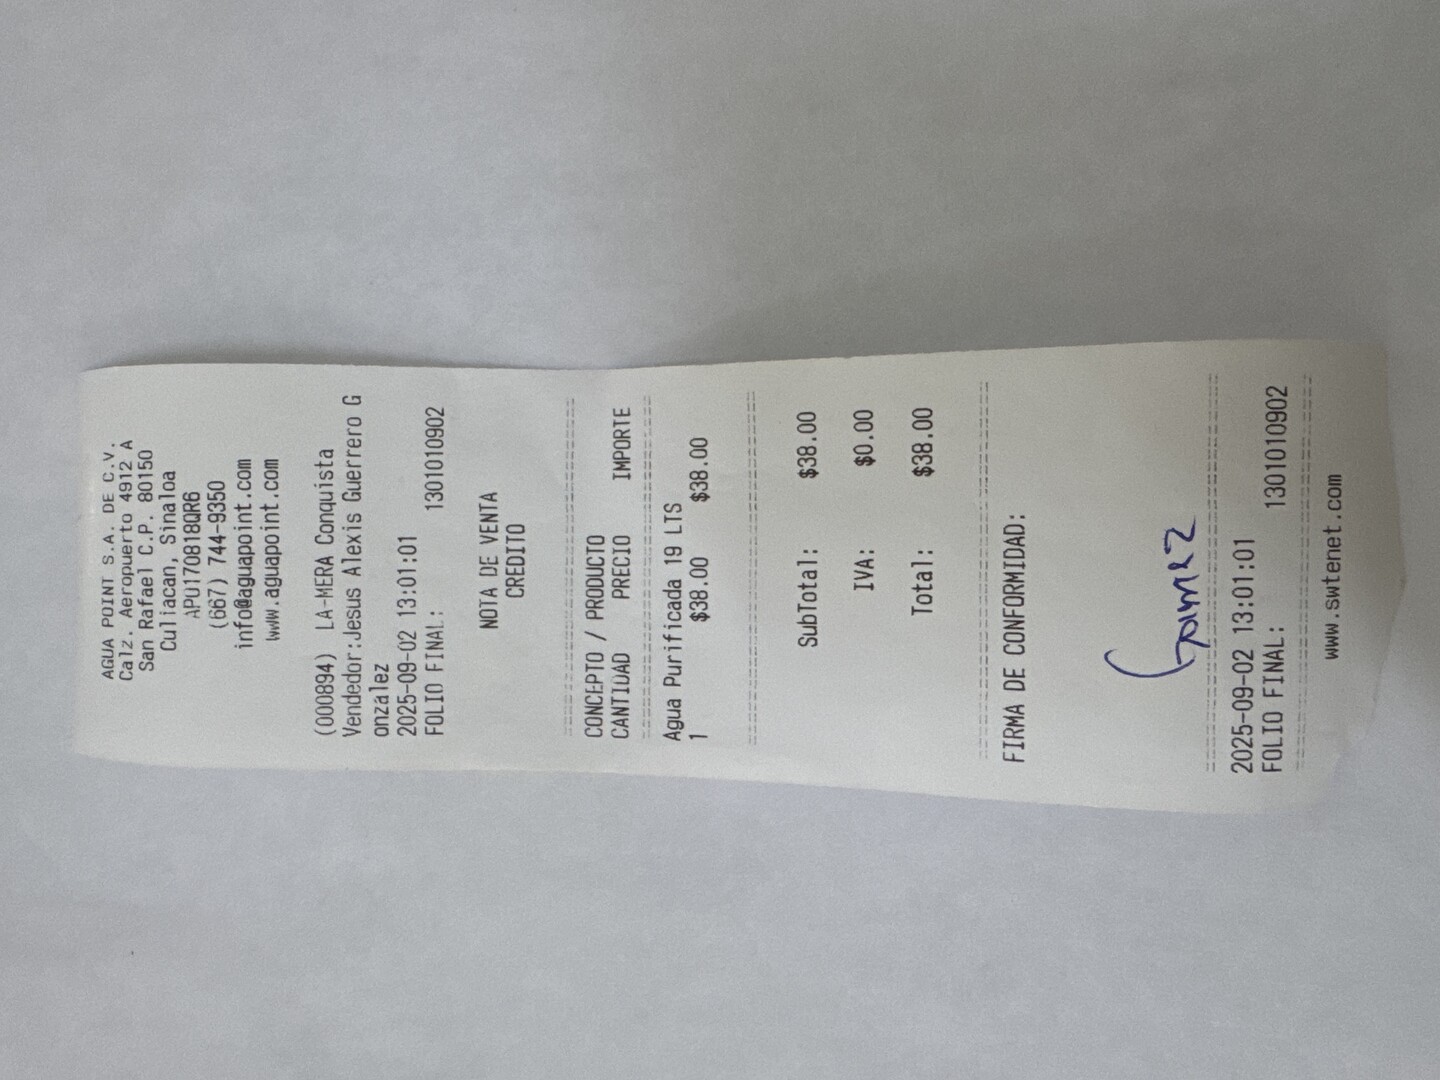 AGUA POINT S.A. DE C.V.
Calz. Aeropuerto 4912 A
San Rafael C.P. 80150
Culiacan, Sinaloa
APO170818QR6
(667) 744-9350
info@aguapoint.com
www.aguapoint.com
(000894) LA-MERA Conquista
Vendedor:Jesus Alexis Guerrero G
onzález
2025-09-02 13:01:01
FOLIO FINAL: 1301010902
NOTA DE VENTA
CREDITO
CONCEPTO / PRODUCTO
CANTIDAD PRECIO IMPORTE
Agua Purificada 19 LTS
1 $38.00 $38.00
SubTotal: $38.00
IVA: $0.00
Total: $38.00
FIRMA DE CONFORMIDAD:
Gomez
2025-09-02 13:01:01
FOLIO FINAL: 1301010902
www.swtenet.com